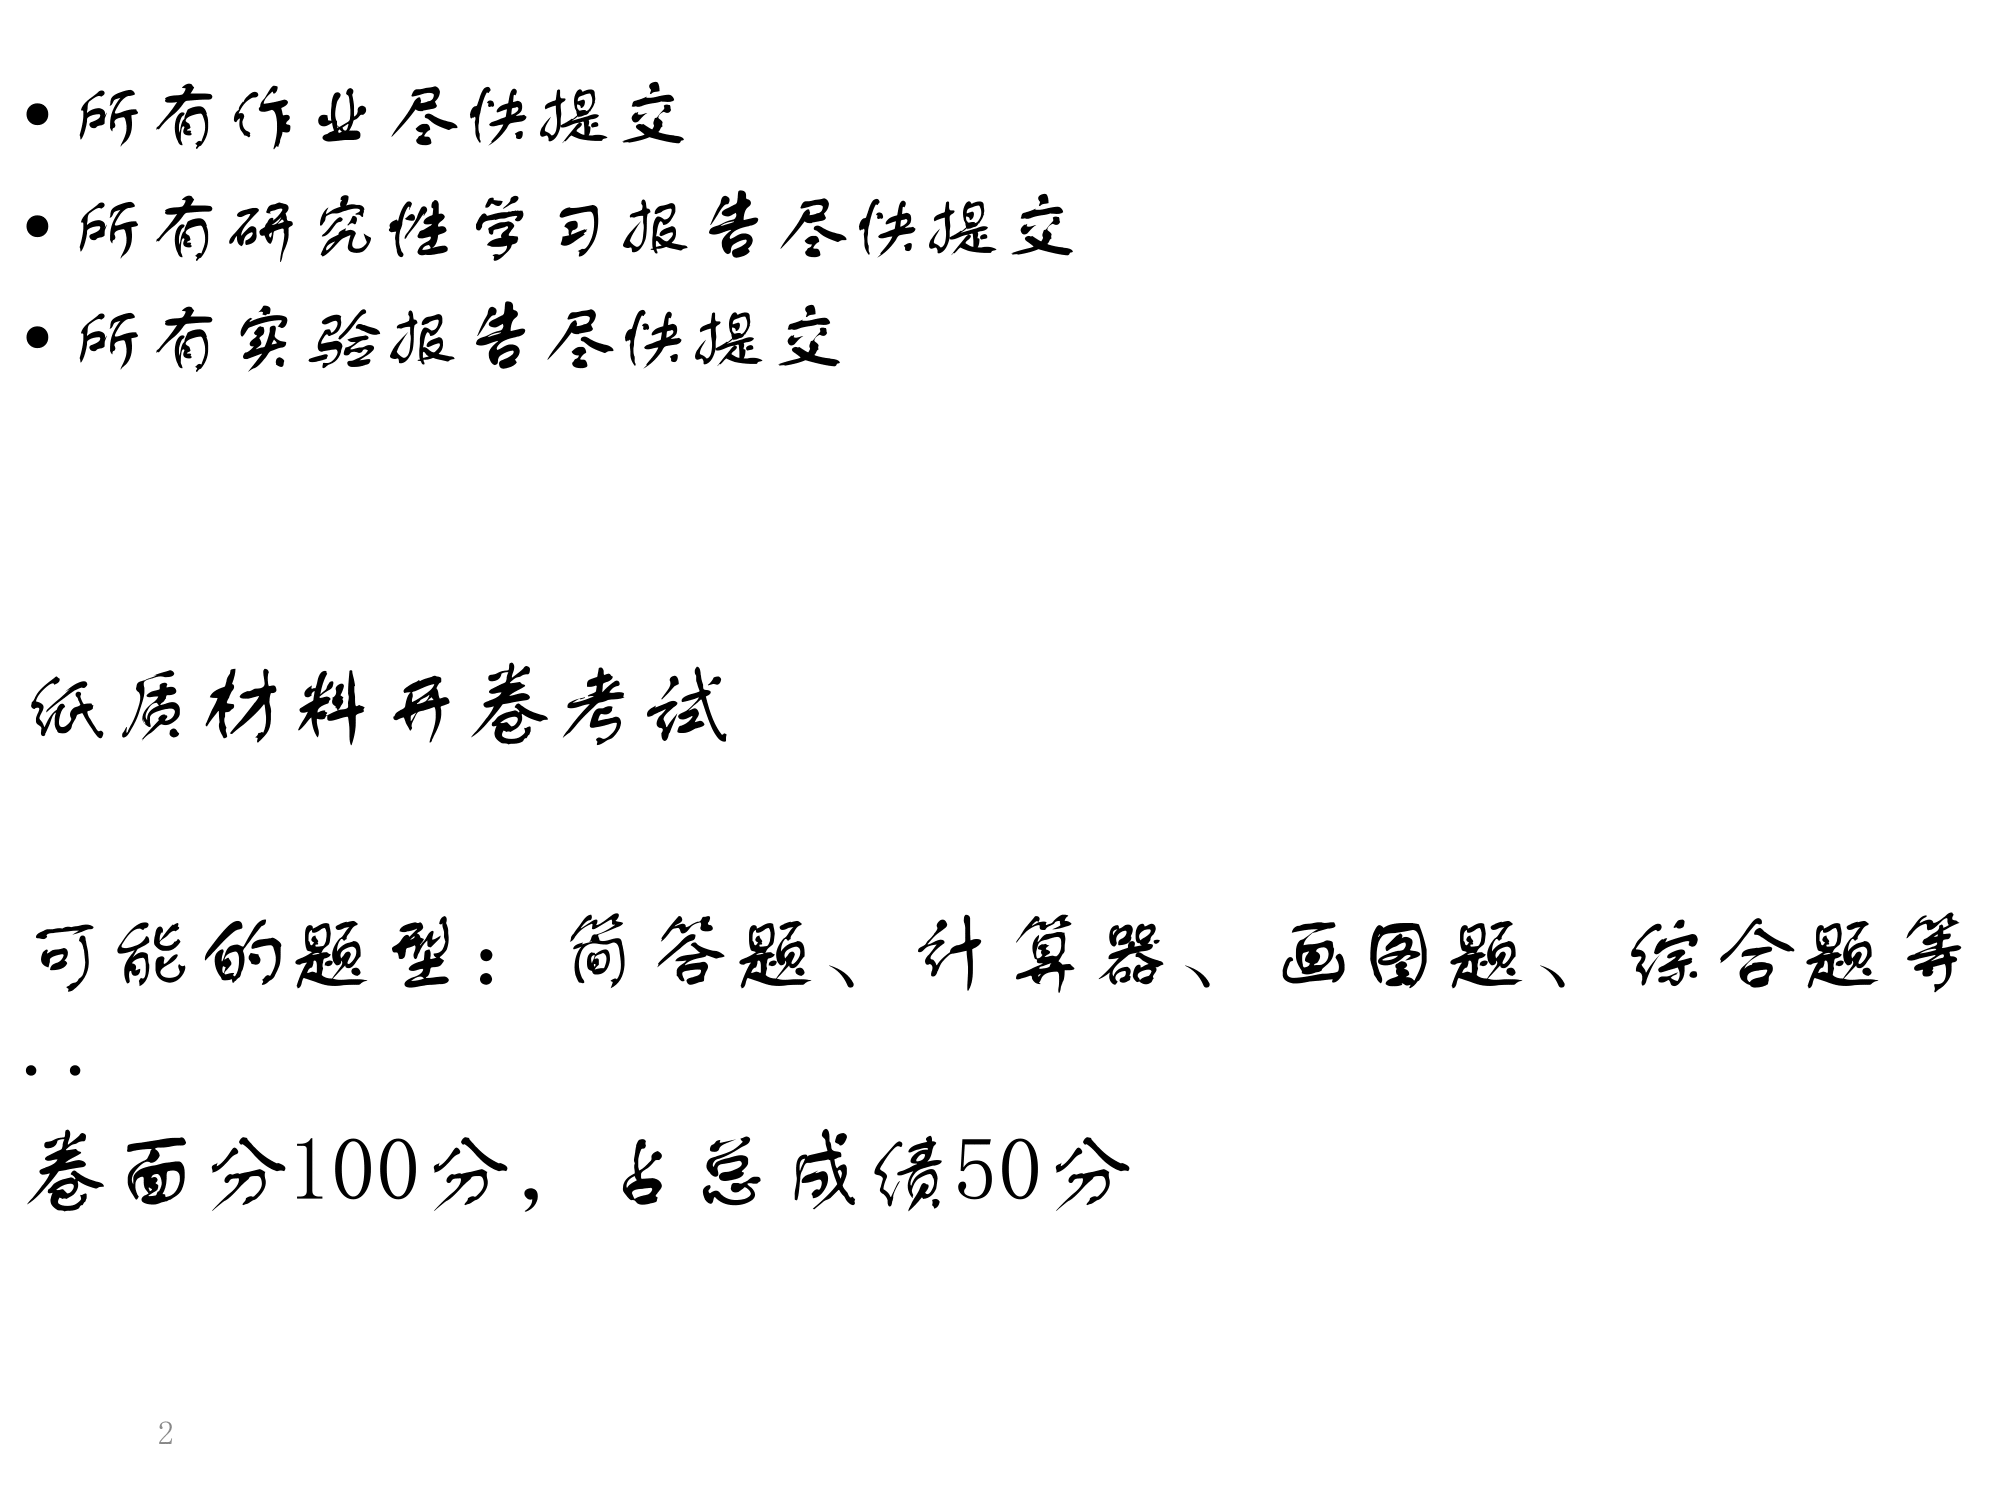 • 所有作业尽快提交
• 所有研究性学习报告尽快提交
• 所有实验报告尽快提交
纸质材料开卷考试
可能的题型：简答题、计算器、画图题、综合题等
..
卷面分100分，占总成绩50分
2